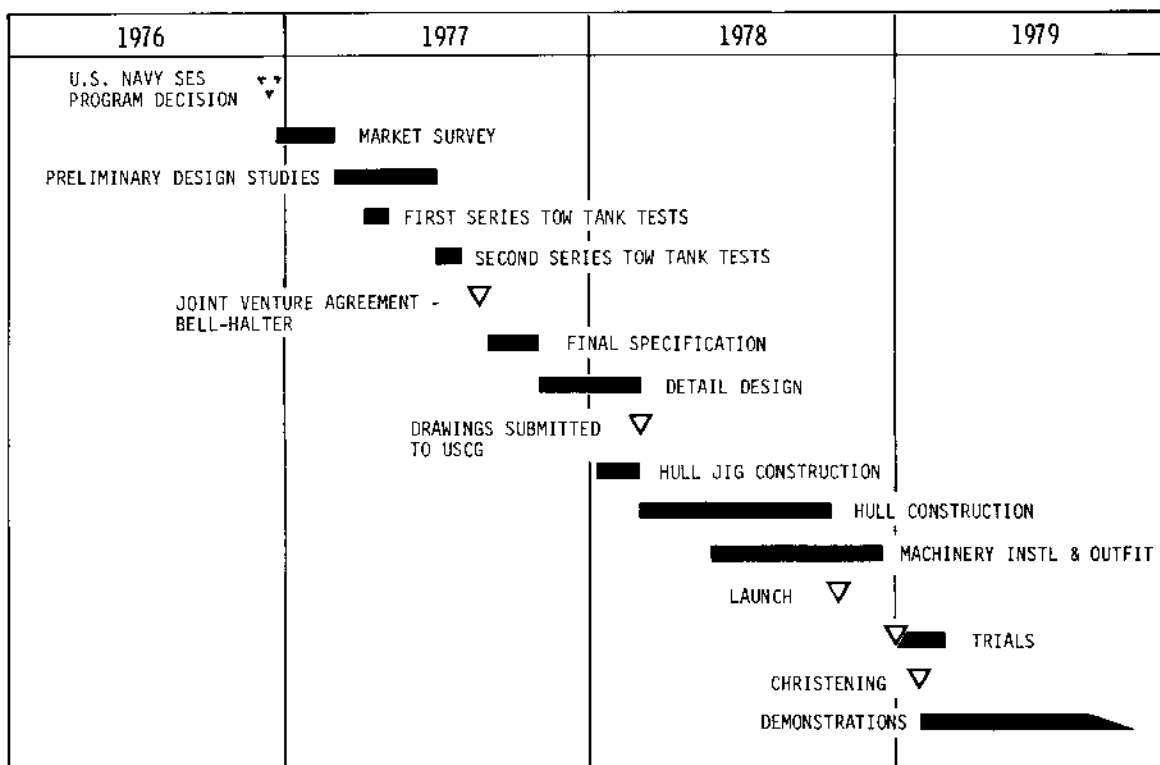 1976 1977 1978 1979
U.S. NAVY SES
PROGRAM DECISION
MARKET SURVEY
PRELIMINARY DESIGN STUDIES
FIRST SERIES TOW TANK TESTS
SECOND SERIES TOW TANK TESTS
JOINT VENTURE AGREEMENT -
BELL-HALTER
FINAL SPECIFICATION
DETAIL DESIGN
DRAWINGS SUBMITTED
TO USCG
HULL JIG CONSTRUCTION
HULL CONSTRUCTION
MACHINERY INSTL & OUTFIT
LAUNCH
TRIALS
CHRISTENING
DEMONSTRATIONS